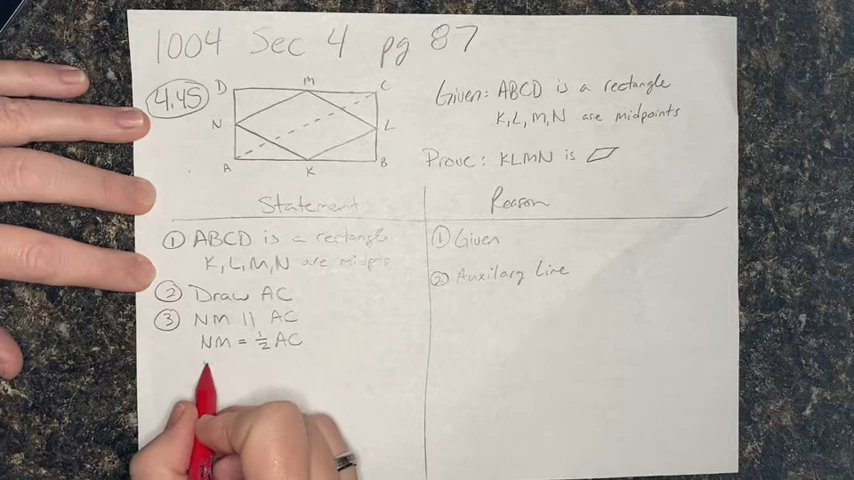 1004 Sec 4 pg 87
4.45
D M C
N L
A K B
Given: ABCD is a rectangle
K, L, M, N are midpoints
Prove: KLMN is
Statement Reason
① ABCD is a rectangle
K, L, M, N are midpts
① Given
② Draw AC
② Auxilary Line
③ NM || AC
NM = 1/2 AC